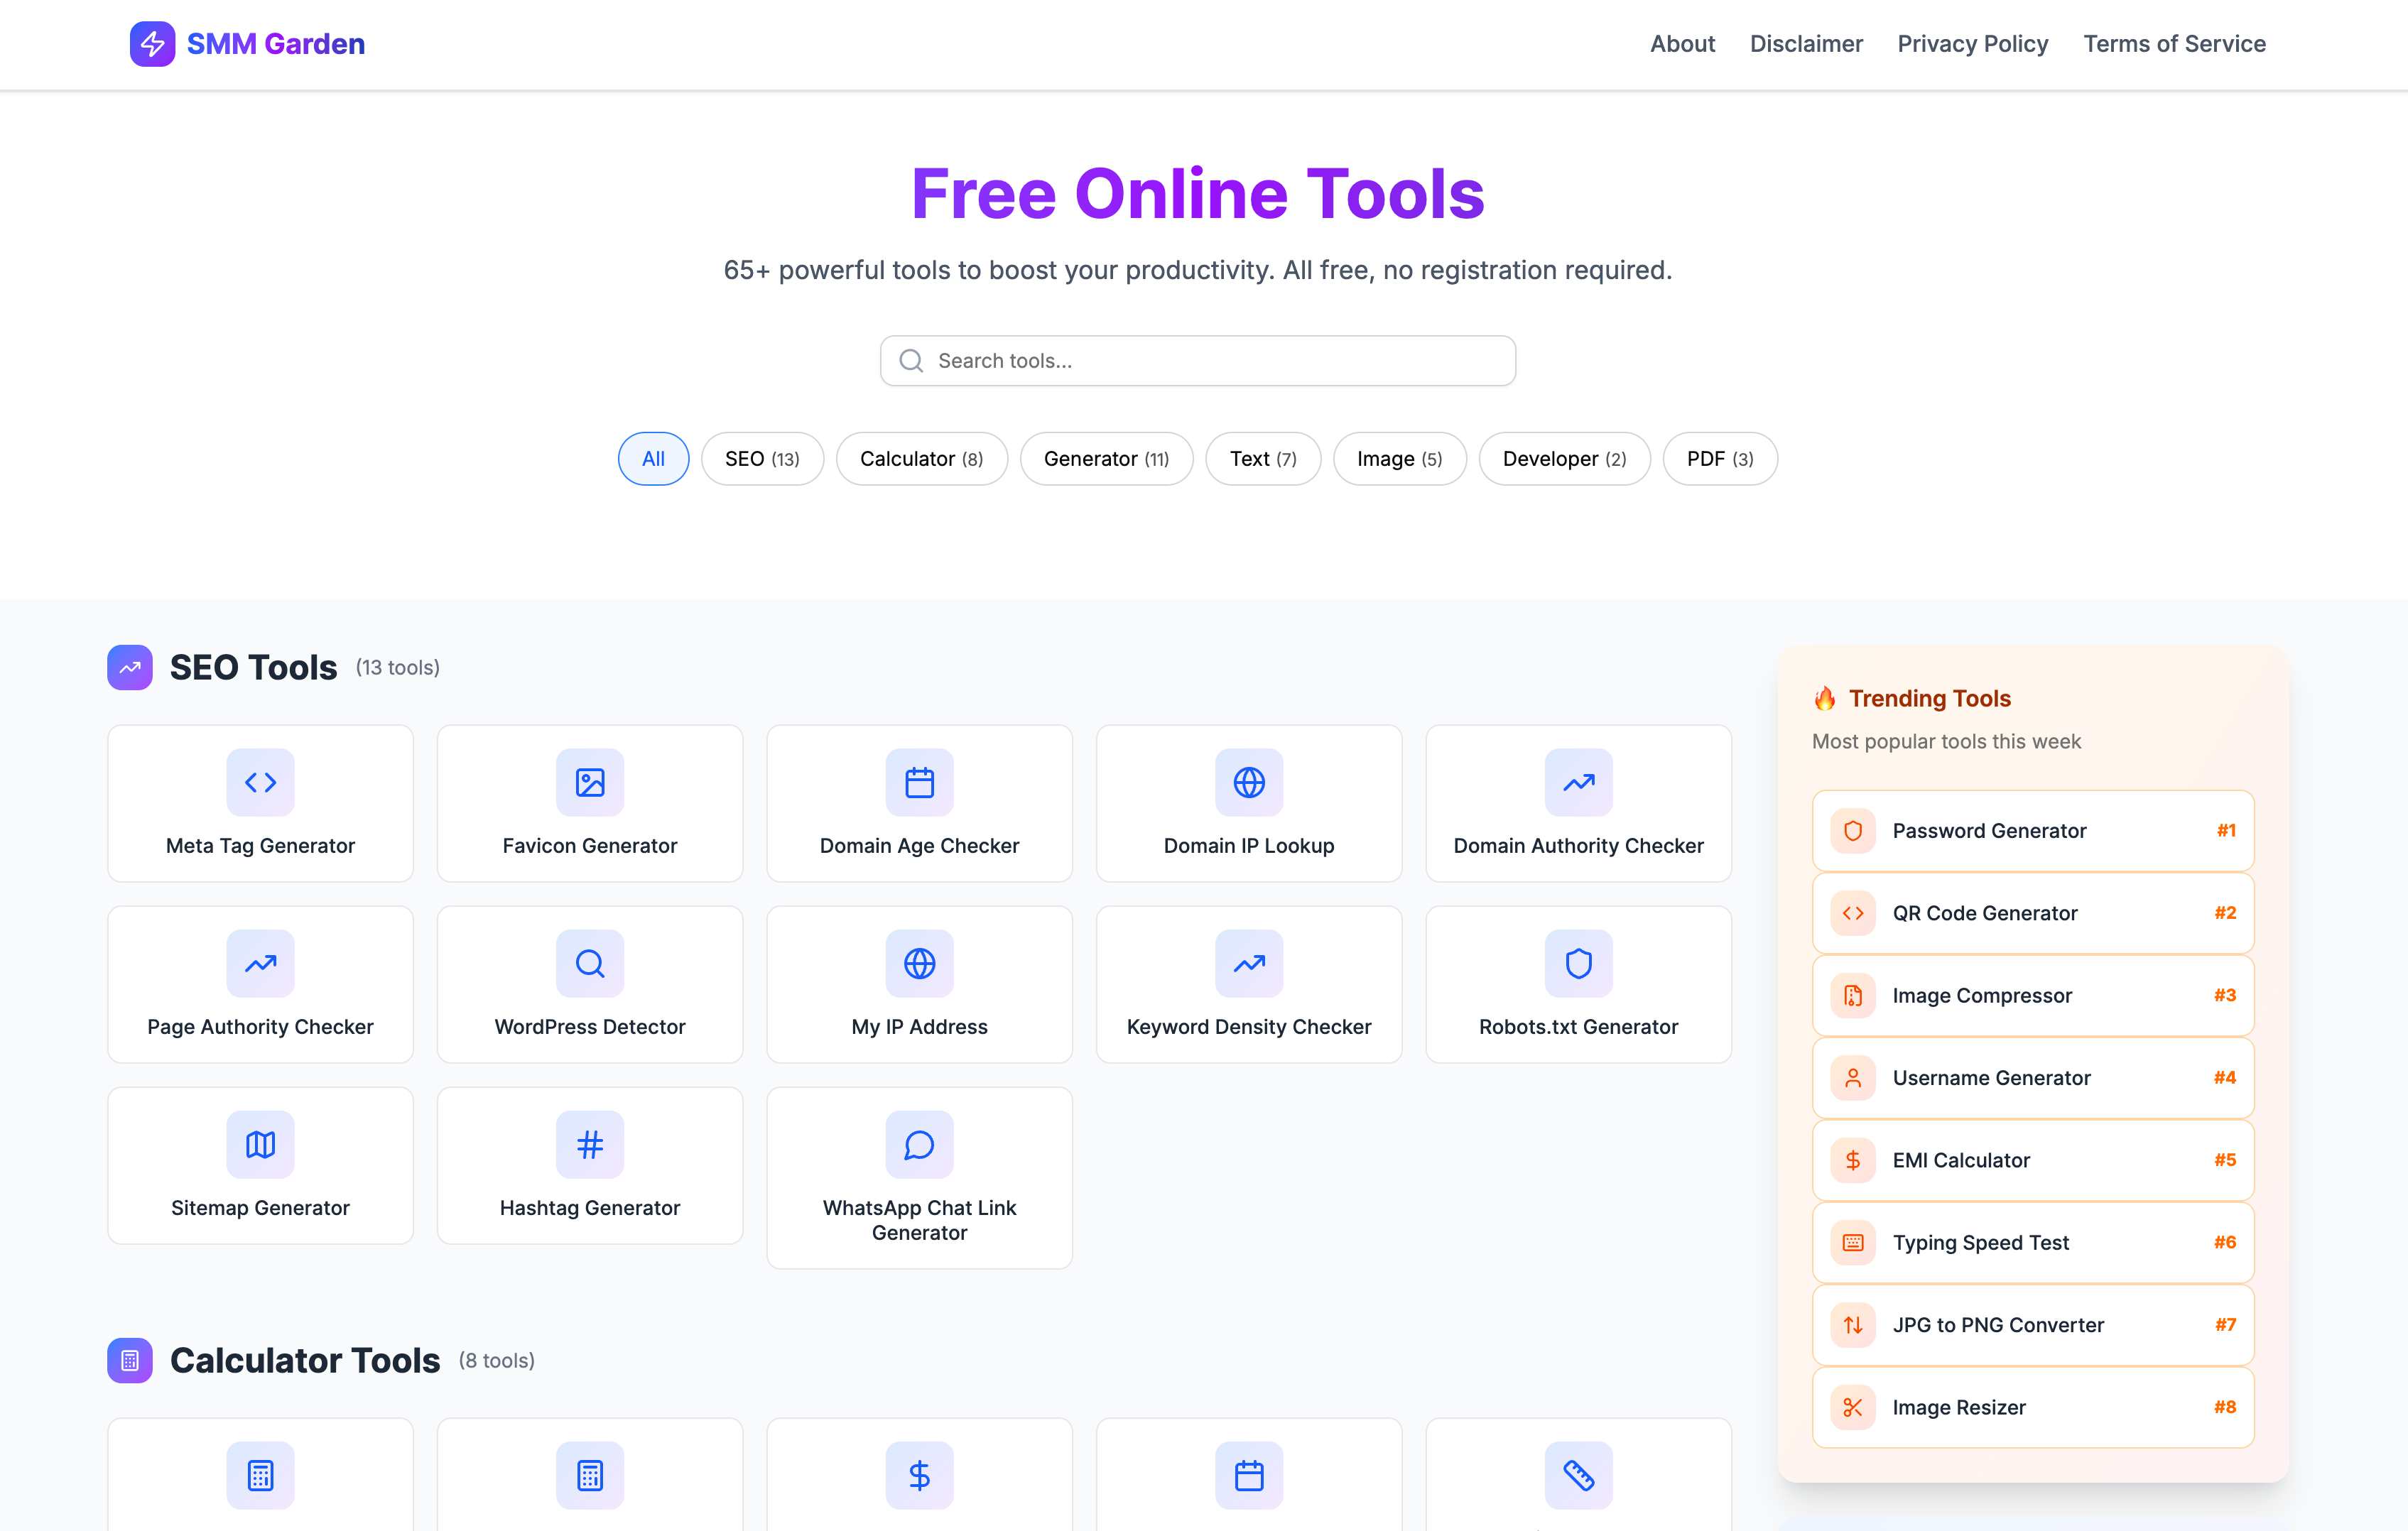 SMM Garden
About
Disclaimer
Privacy Policy
Terms of Service
Free Online Tools
65+ powerful tools to boost your productivity. All free, no registration required.
Search tools...
All
SEO (13)
Calculator (8)
Generator (11)
Text (7)
Image (5)
Developer (2)
PDF (3)
SEO Tools (13 tools)
Meta Tag Generator
Favicon Generator
Domain Age Checker
Domain IP Lookup
Domain Authority Checker
Page Authority Checker
WordPress Detector
My IP Address
Keyword Density Checker
Robots.txt Generator
Sitemap Generator
Hashtag Generator
WhatsApp Chat Link
Generator
Calculator Tools (8 tools)
🔥 Trending Tools
Most popular tools this week
Password Generator #1
QR Code Generator #2
Image Compressor #3
Username Generator #4
EMI Calculator #5
Typing Speed Test #6
JPG to PNG Converter #7
Image Resizer #8